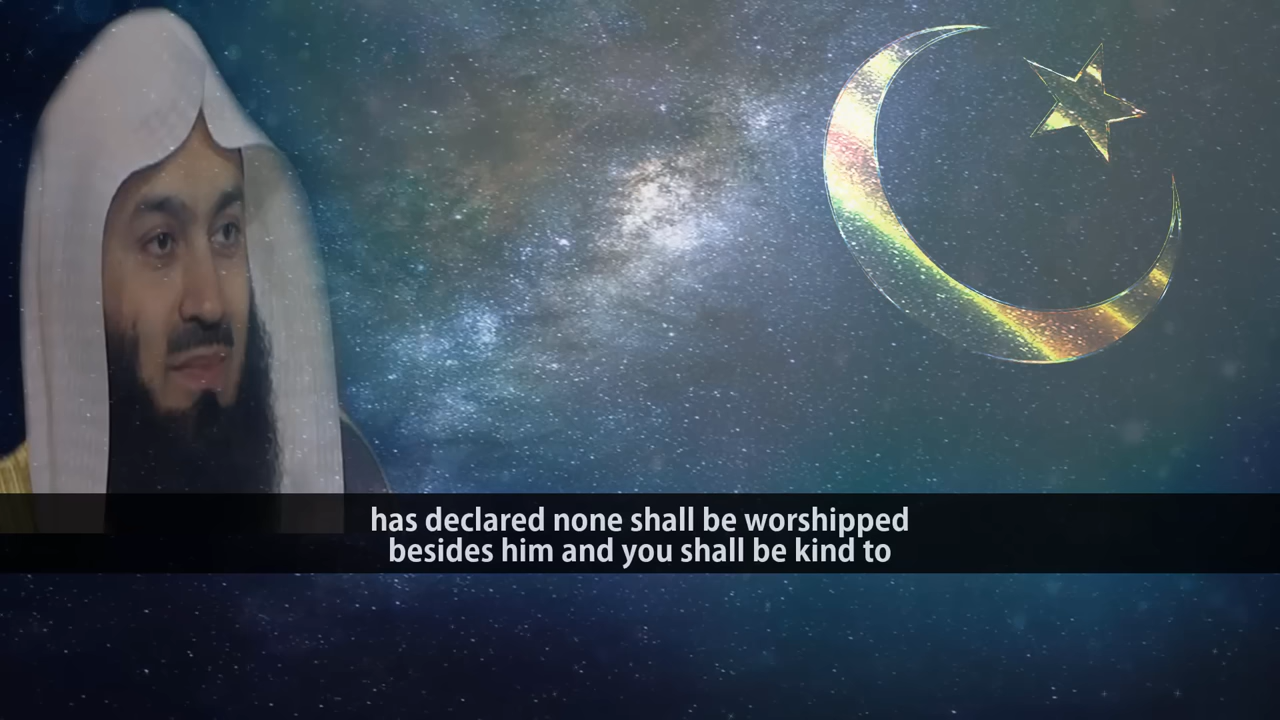 has declared none shall be worshipped
besides him and you shall be kind to